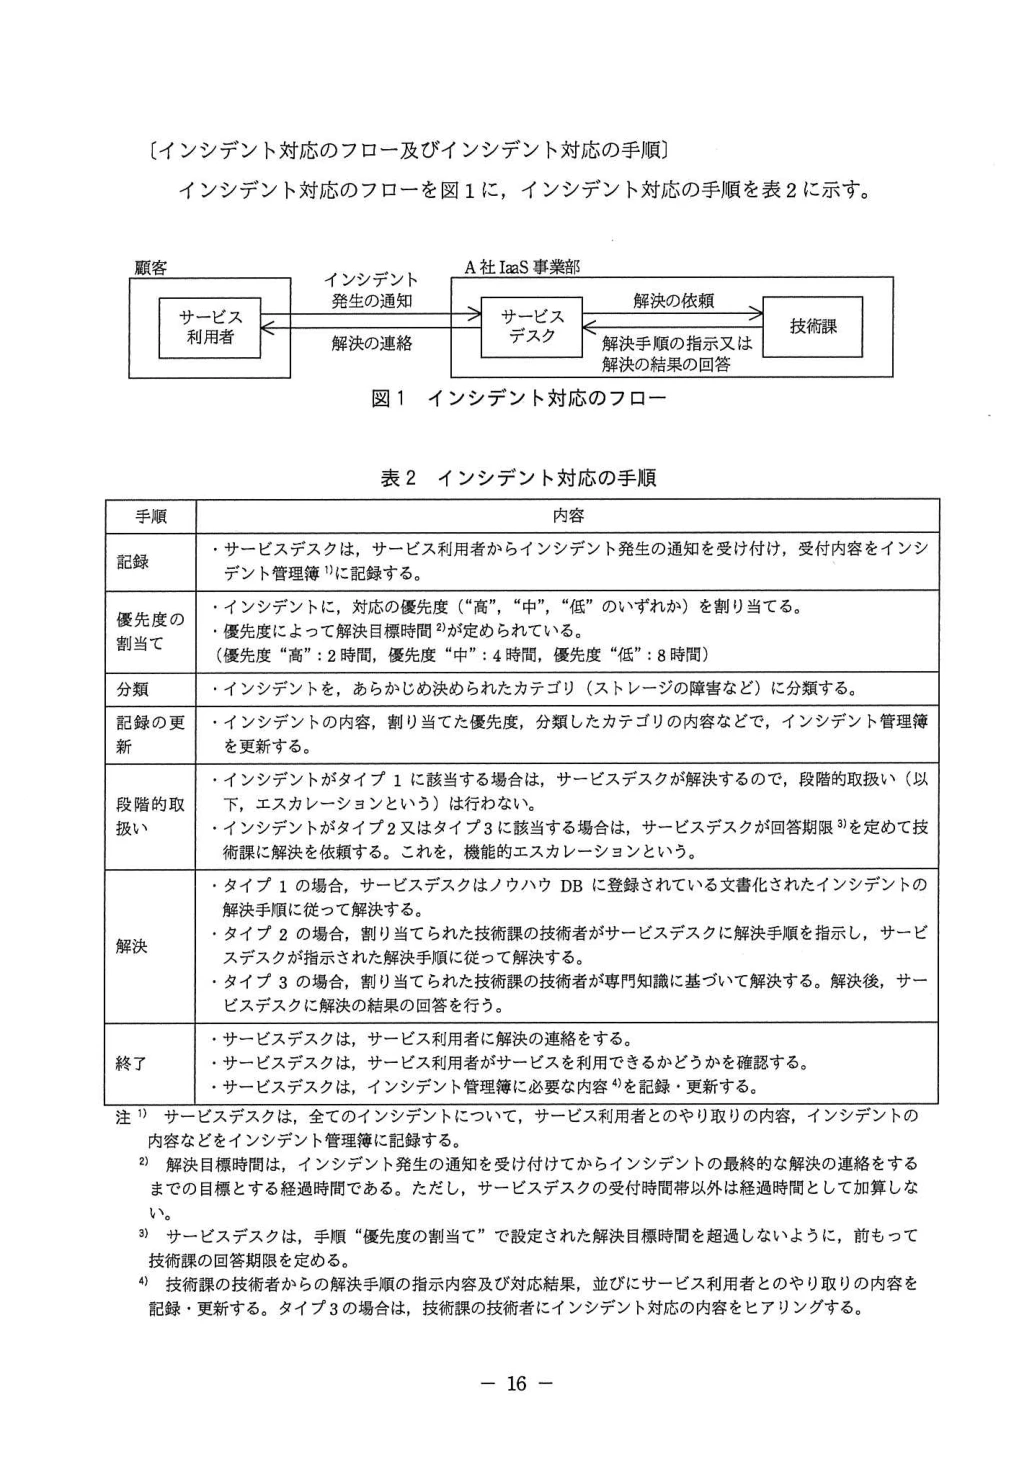 〔インシデント対応のフロー及びインシデント対応の手順〕
インシデント対応のフローを図1に，インシデント対応の手順を表2に示す。
顧客
サービス
利用者
インシデント
発生の通知
解決の連絡
A社IaaS事業部
サービス
デスク
解決の依頼
解決手順の指示又は
解決の結果の回答
技術課
図1 インシデント対応のフロー
表2 インシデント対応の手順
手順 内容
記録
・サービスデスクは，サービス利用者からインシデント発生の通知を受け付け，受付内容をインシ
デント管理簿1)に記録する。
優先度の
割当て
・インシデントに，対応の優先度（“高”，“中”，“低” のいずれか）を割り当てる。
・優先度によって解決目標時間2)が定められている。
（優先度 “高”：2時間，優先度 “中”：4時間，優先度 “低”：8時間）
分類
・インシデントを，あらかじめ決められたカテゴリ（ストレージの障害など）に分類する。
記録の更
新
・インシデントの内容，割り当てた優先度，分類したカテゴリの内容などで，インシデント管理簿
を更新する。
段階的取
扱い
・インシデントがタイプ 1 に該当する場合は，サービスデスクが解決するので，段階的取扱い（以
下，エスカレーションという）は行わない。
・インシデントがタイプ2又はタイプ3に該当する場合は，サービスデスクが回答期限3)を定めて技
術課に解決を依頼する。これを，機能的エスカレーションという。
解決
・タイプ 1 の場合，サービスデスクはノウハウ DB に登録されている文書化されたインシデントの
解決手順に従って解決する。
・タイプ 2 の場合，割り当てられた技術課の技術者がサービスデスクに解決手順を指示し，サービ
スデスクが指示された解決手順に従って解決する。
・タイプ 3 の場合，割り当てられた技術課の技術者が専門知識に基づいて解決する。解決後，サー
ビスデスクに解決の結果の回答を行う。
終了
・サービスデスクは，サービス利用者に解決の連絡をする。
・サービスデスクは，サービス利用者がサービスを利用できるかどうかを確認する。
・サービスデスクは，インシデント管理簿に必要な内容4)を記録・更新する。
注1) サービスデスクは，全てのインシデントについて，サービス利用者とのやり取りの内容，インシデントの
内容などをインシデント管理簿に記録する。
2) 解決目標時間は，インシデント発生の通知を受け付けてからインシデントの最終的な解決の連絡をする
までの目標とする経過時間である。ただし，サービスデスクの受付時間帯以外は経過時間として加算しな
い。
3) サービスデスクは，手順 “優先度の割当て” で設定された解決目標時間を超過しないように，前もって
技術課の回答期限を定める。
4) 技術課の技術者からの解決手順の指示内容及び対応結果，並びにサービス利用者とのやり取りの内容を
記録・更新する。タイプ3の場合は，技術課の技術者にインシデント対応の内容をヒアリングする。
－ 16 －